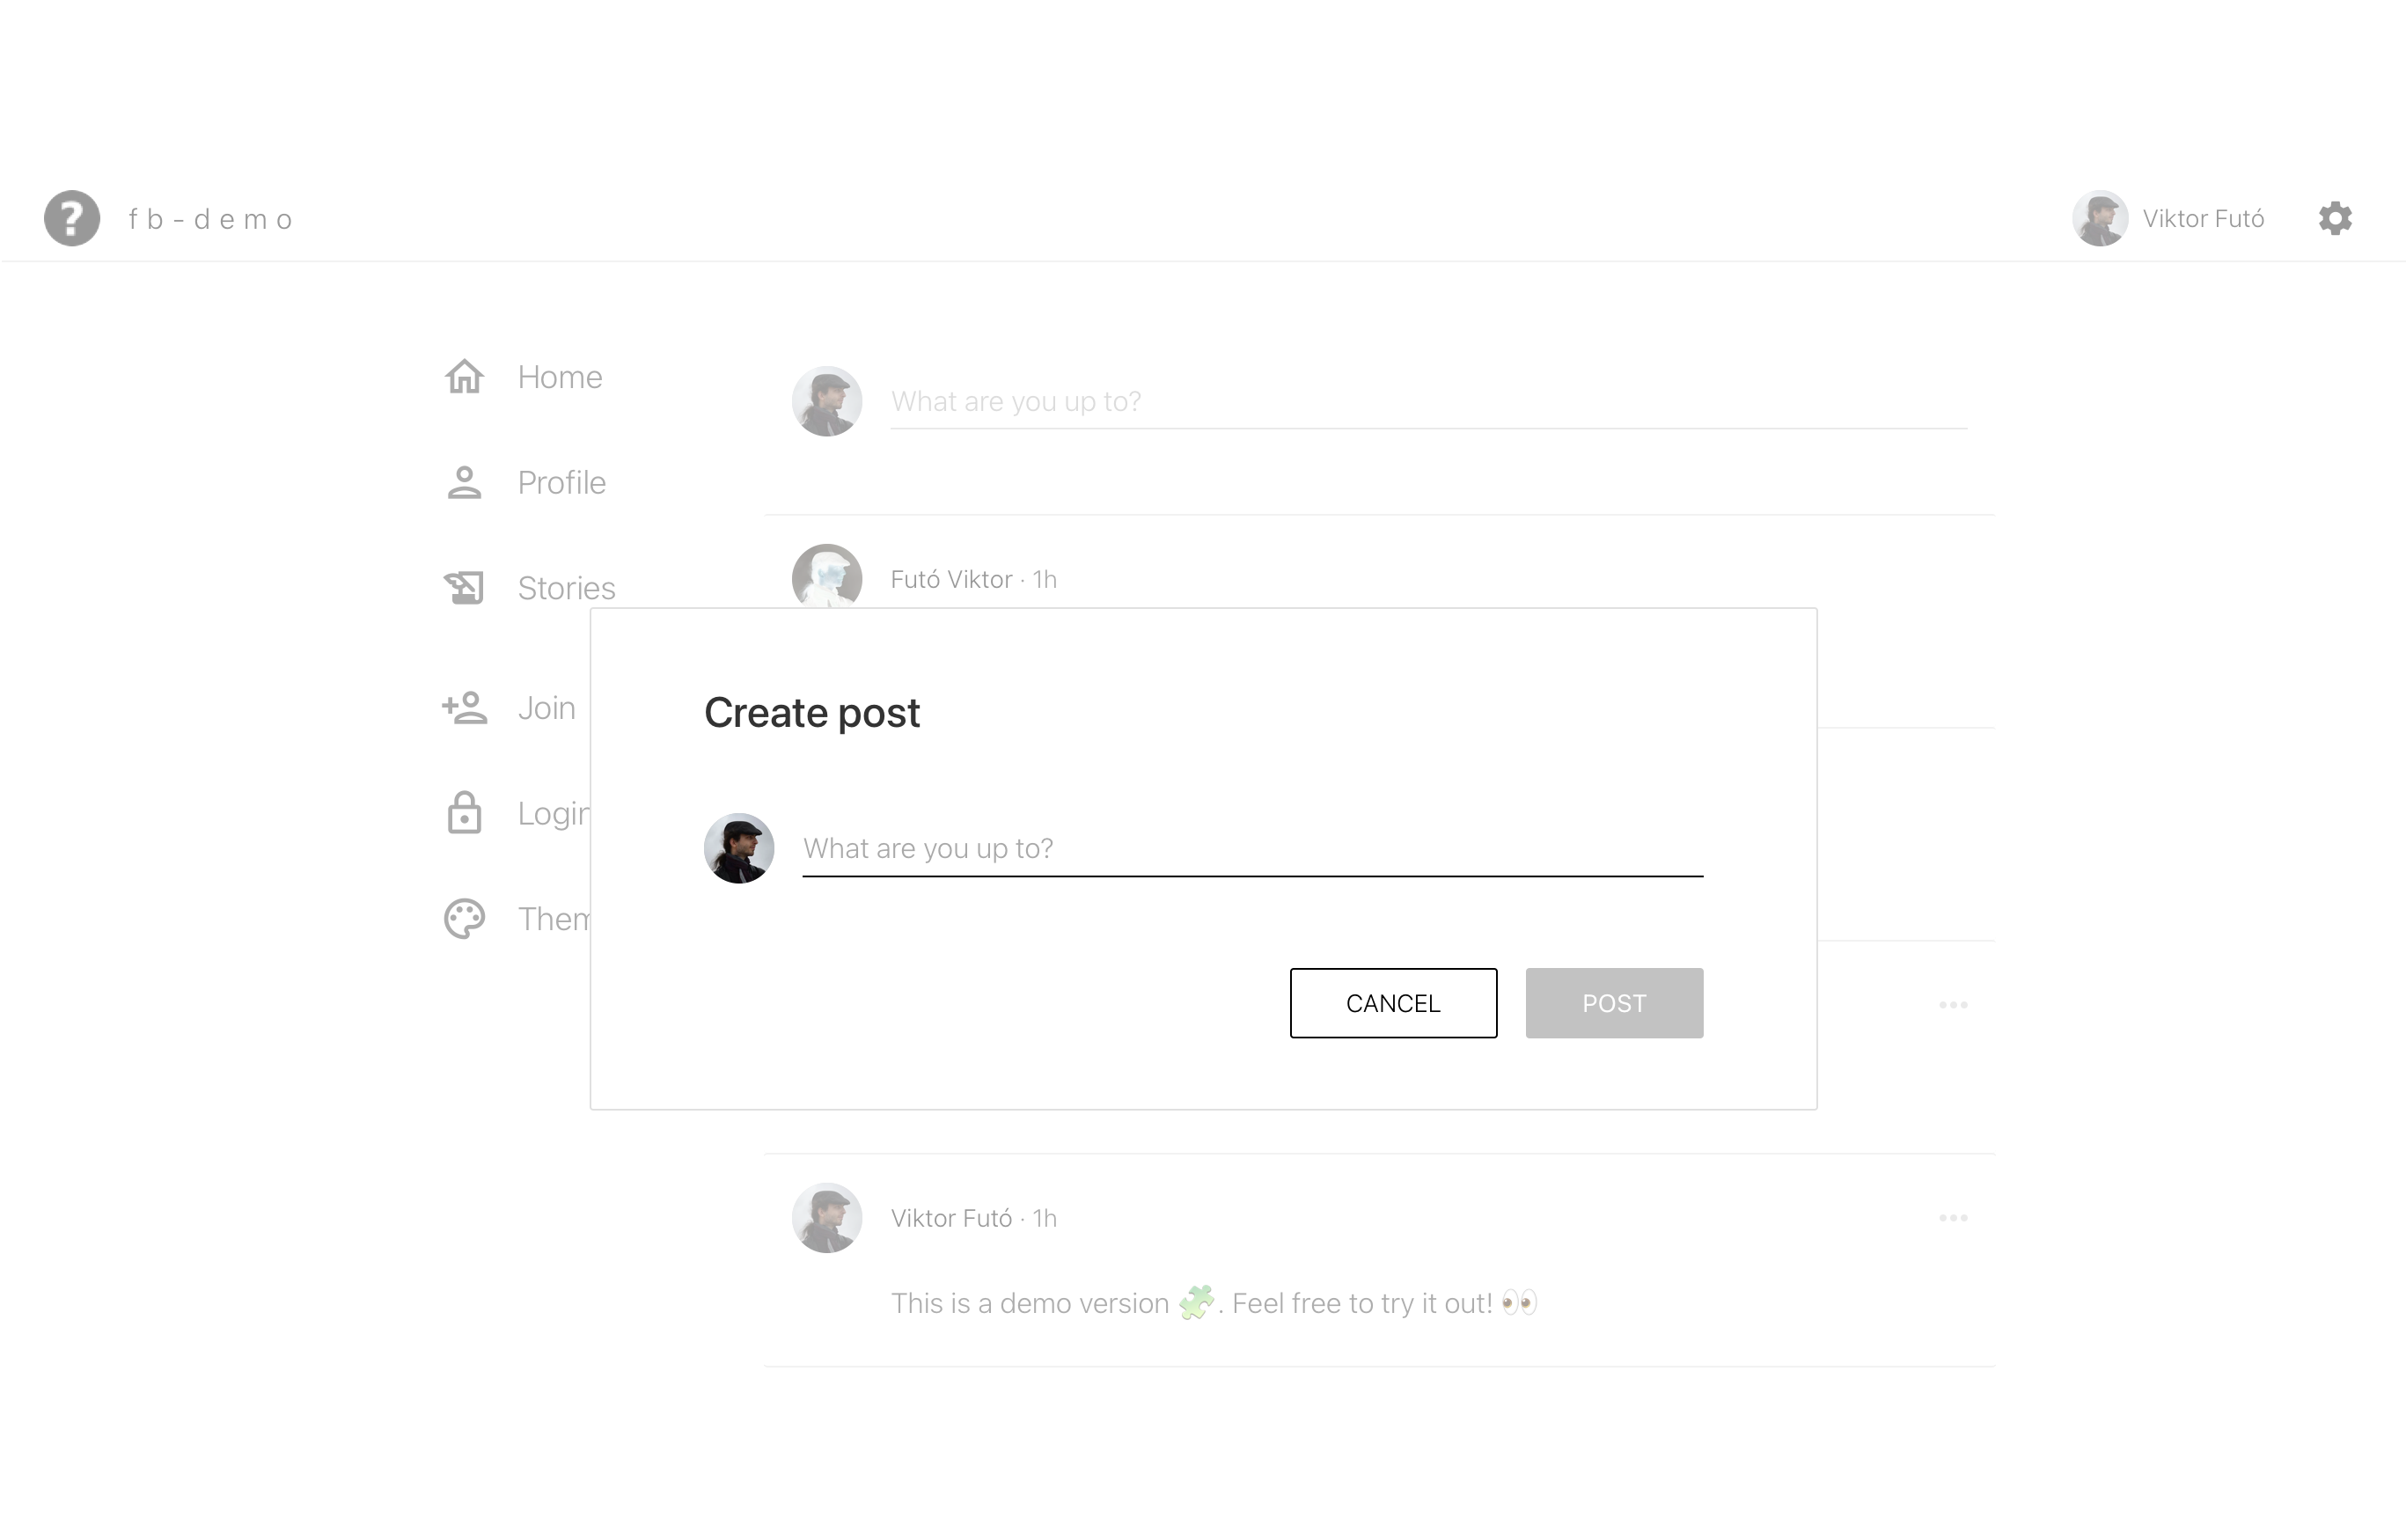 fb-demo
Viktor Futó
Home
What are you up to?
Profile
Stories
Futó Viktor · 1h
Join
Create post
What are you up to?
CANCEL
POST
Viktor Futó · 1h
This is a demo version 🧩. Feel free to try it out! 👀